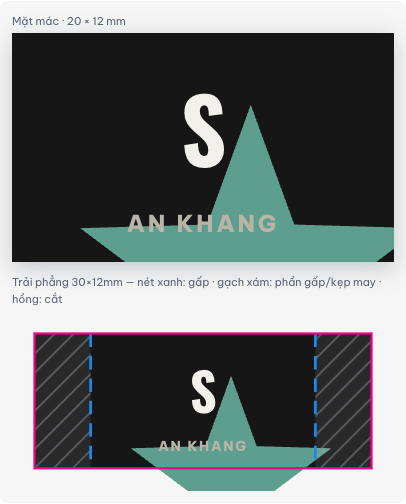 Mặt mác · 20 × 12 mm
S
AN KHANG
Trải phẳng 30×12mm — nét xanh: gấp · gạch xám: phần gấp/kẹp may ·
hồng: cắt
S
AN KHANG